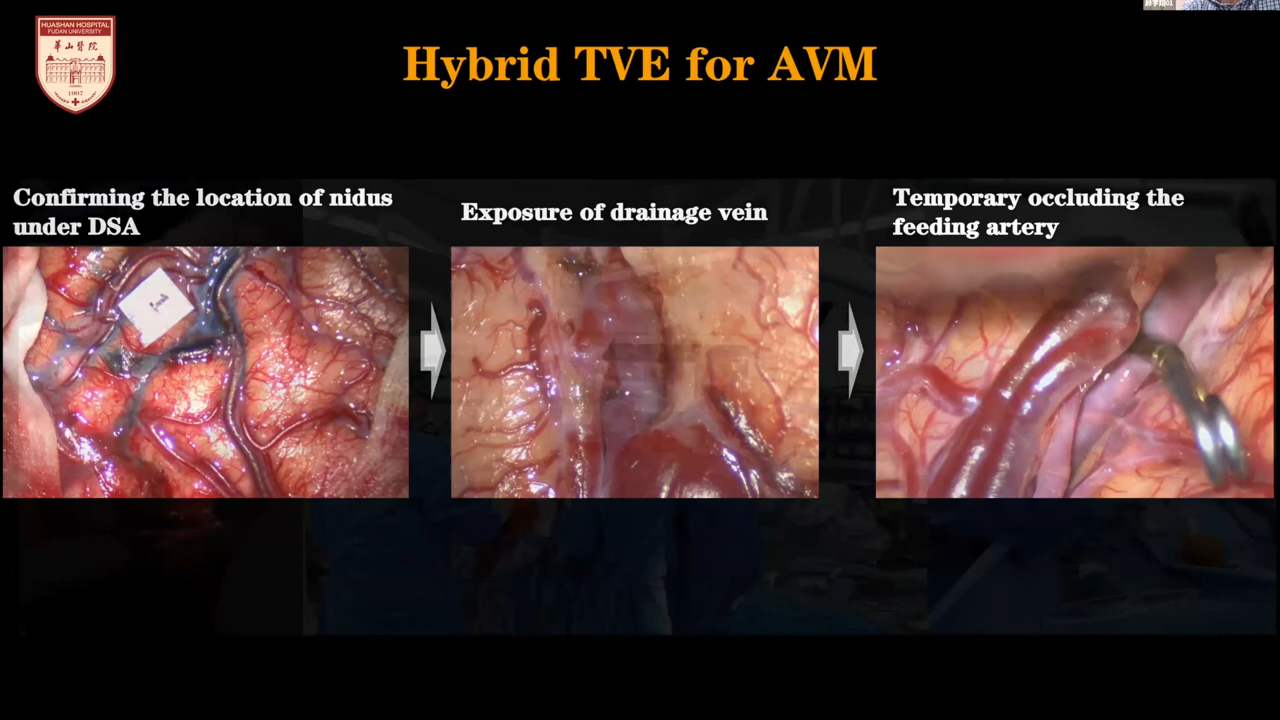 HUASHAN HOSPITAL
FUDAN UNIVERSITY
華山醫院
1907
Hybrid TVE for AVM
Confirming the location of nidus
under DSA
Exposure of drainage vein
Temporary occluding the
feeding artery